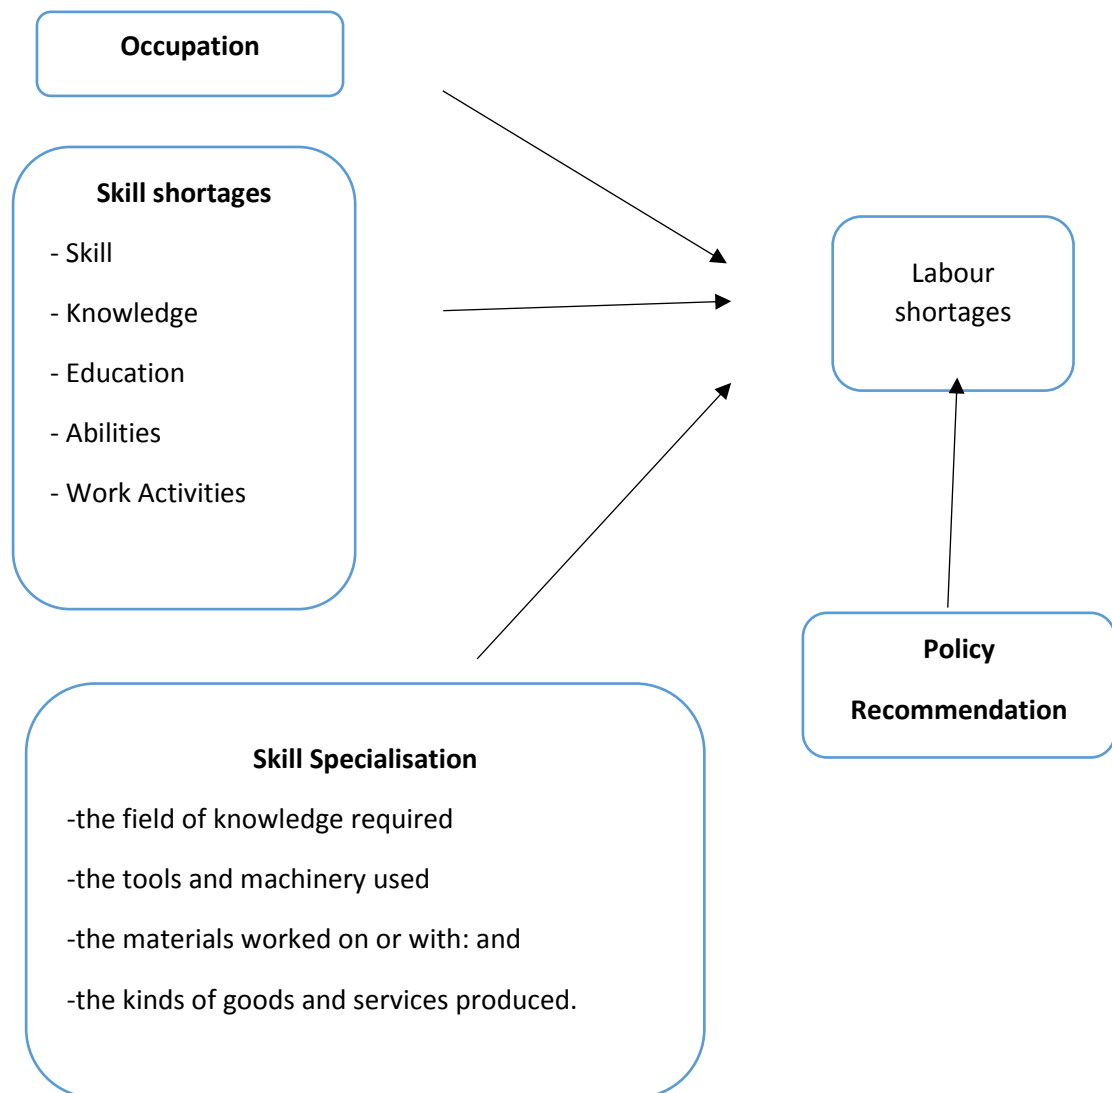 Occupation
Skill shortages
- Skill
- Knowledge
- Education
- Abilities
- Work Activities
Labour
shortages
Policy
Recommendation
Skill Specialisation
-the field of knowledge required
-the tools and machinery used
-the materials worked on or with: and
-the kinds of goods and services produced.